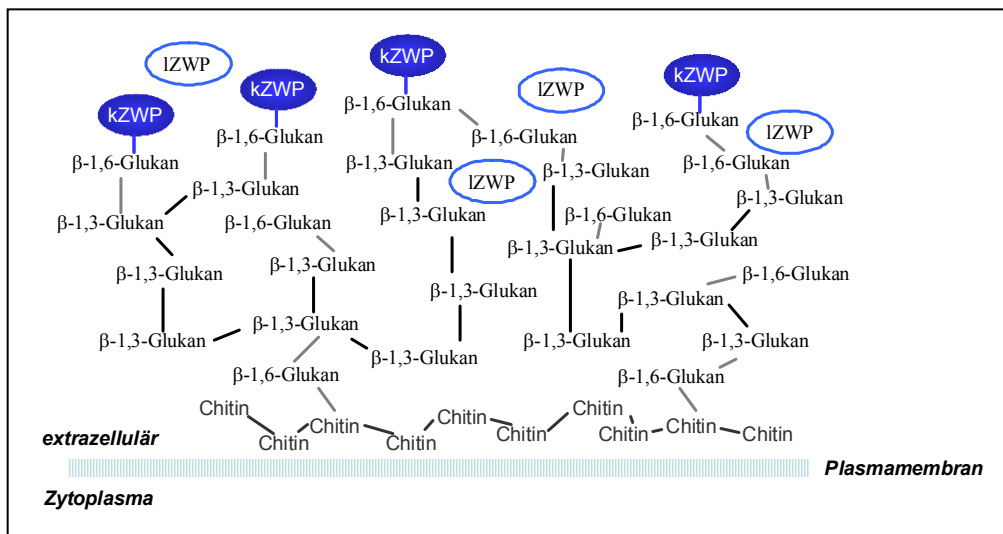 kZWP
lZWP
kZWP
lZWP
kZWP
kZWP
β-1,6-Glukan
β-1,6-Glukan
β-1,6-Glukan
β-1,6-Glukan
lZWP
β-1,6-Glukan
β-1,3-Glukan
β-1,6-Glukan
β-1,3-Glukan
β-1,3-Glukan
lZWP
β-1,3-Glukan
β-1,3-Glukan
β-1,6-Glukan
β-1,3-Glukan
β-1,6-Glukan
β-1,3-Glukan
β-1,3-Glukan
β-1,3-Glukan
β-1,3-Glukan
β-1,6-Glukan
β-1,3-Glukan
β-1,3-Glukan
β-1,3-Glukan
β-1,3-Glukan
β-1,3-Glukan
β-1,3-Glukan
β-1,3-Glukan
β-1,6-Glukan
β-1,6-Glukan
Chitin
Chitin
Chitin
Chitin
Chitin
Chitin
Chitin
Chitin
Chitin
Chitin
extrazellulär
Plasmamembran
Zytoplasma